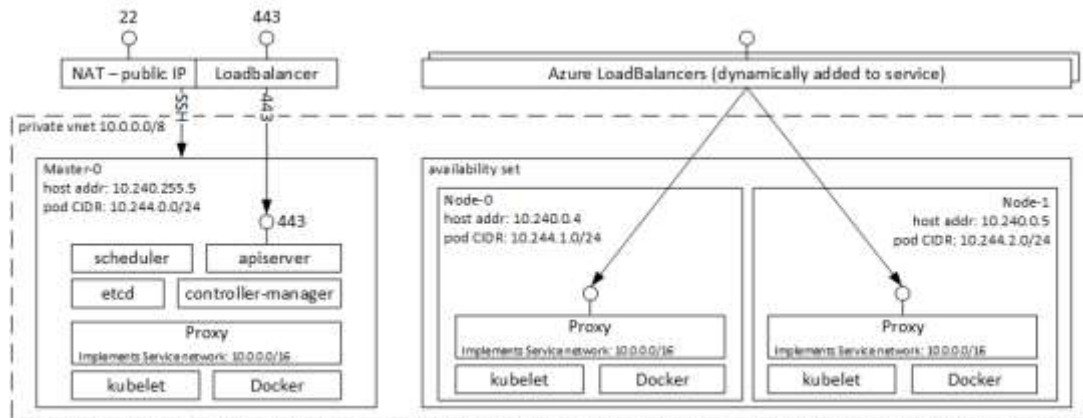 22
443
NAT – public IP
Loadbalancer
Azure LoadBalancers (dynamically added to service)
SSH
443
private vnet 10.0.0.0/8
Master-0
host addr: 10.240.255.5
pod CIDR: 10.244.0.0/24
443
scheduler
apiserver
etcd
controller-manager
Proxy
Implements Service network: 10.0.0.0/16
kubelet
Docker
availability set
Node-0
host addr: 10.240.0.4
pod CIDR: 10.244.1.0/24
Proxy
Implements Service network: 10.0.0.0/16
kubelet
Docker
Node-1
host addr: 10.240.0.5
pod CIDR: 10.244.2.0/24
Proxy
Implements Service network: 10.0.0.0/16
kubelet
Docker